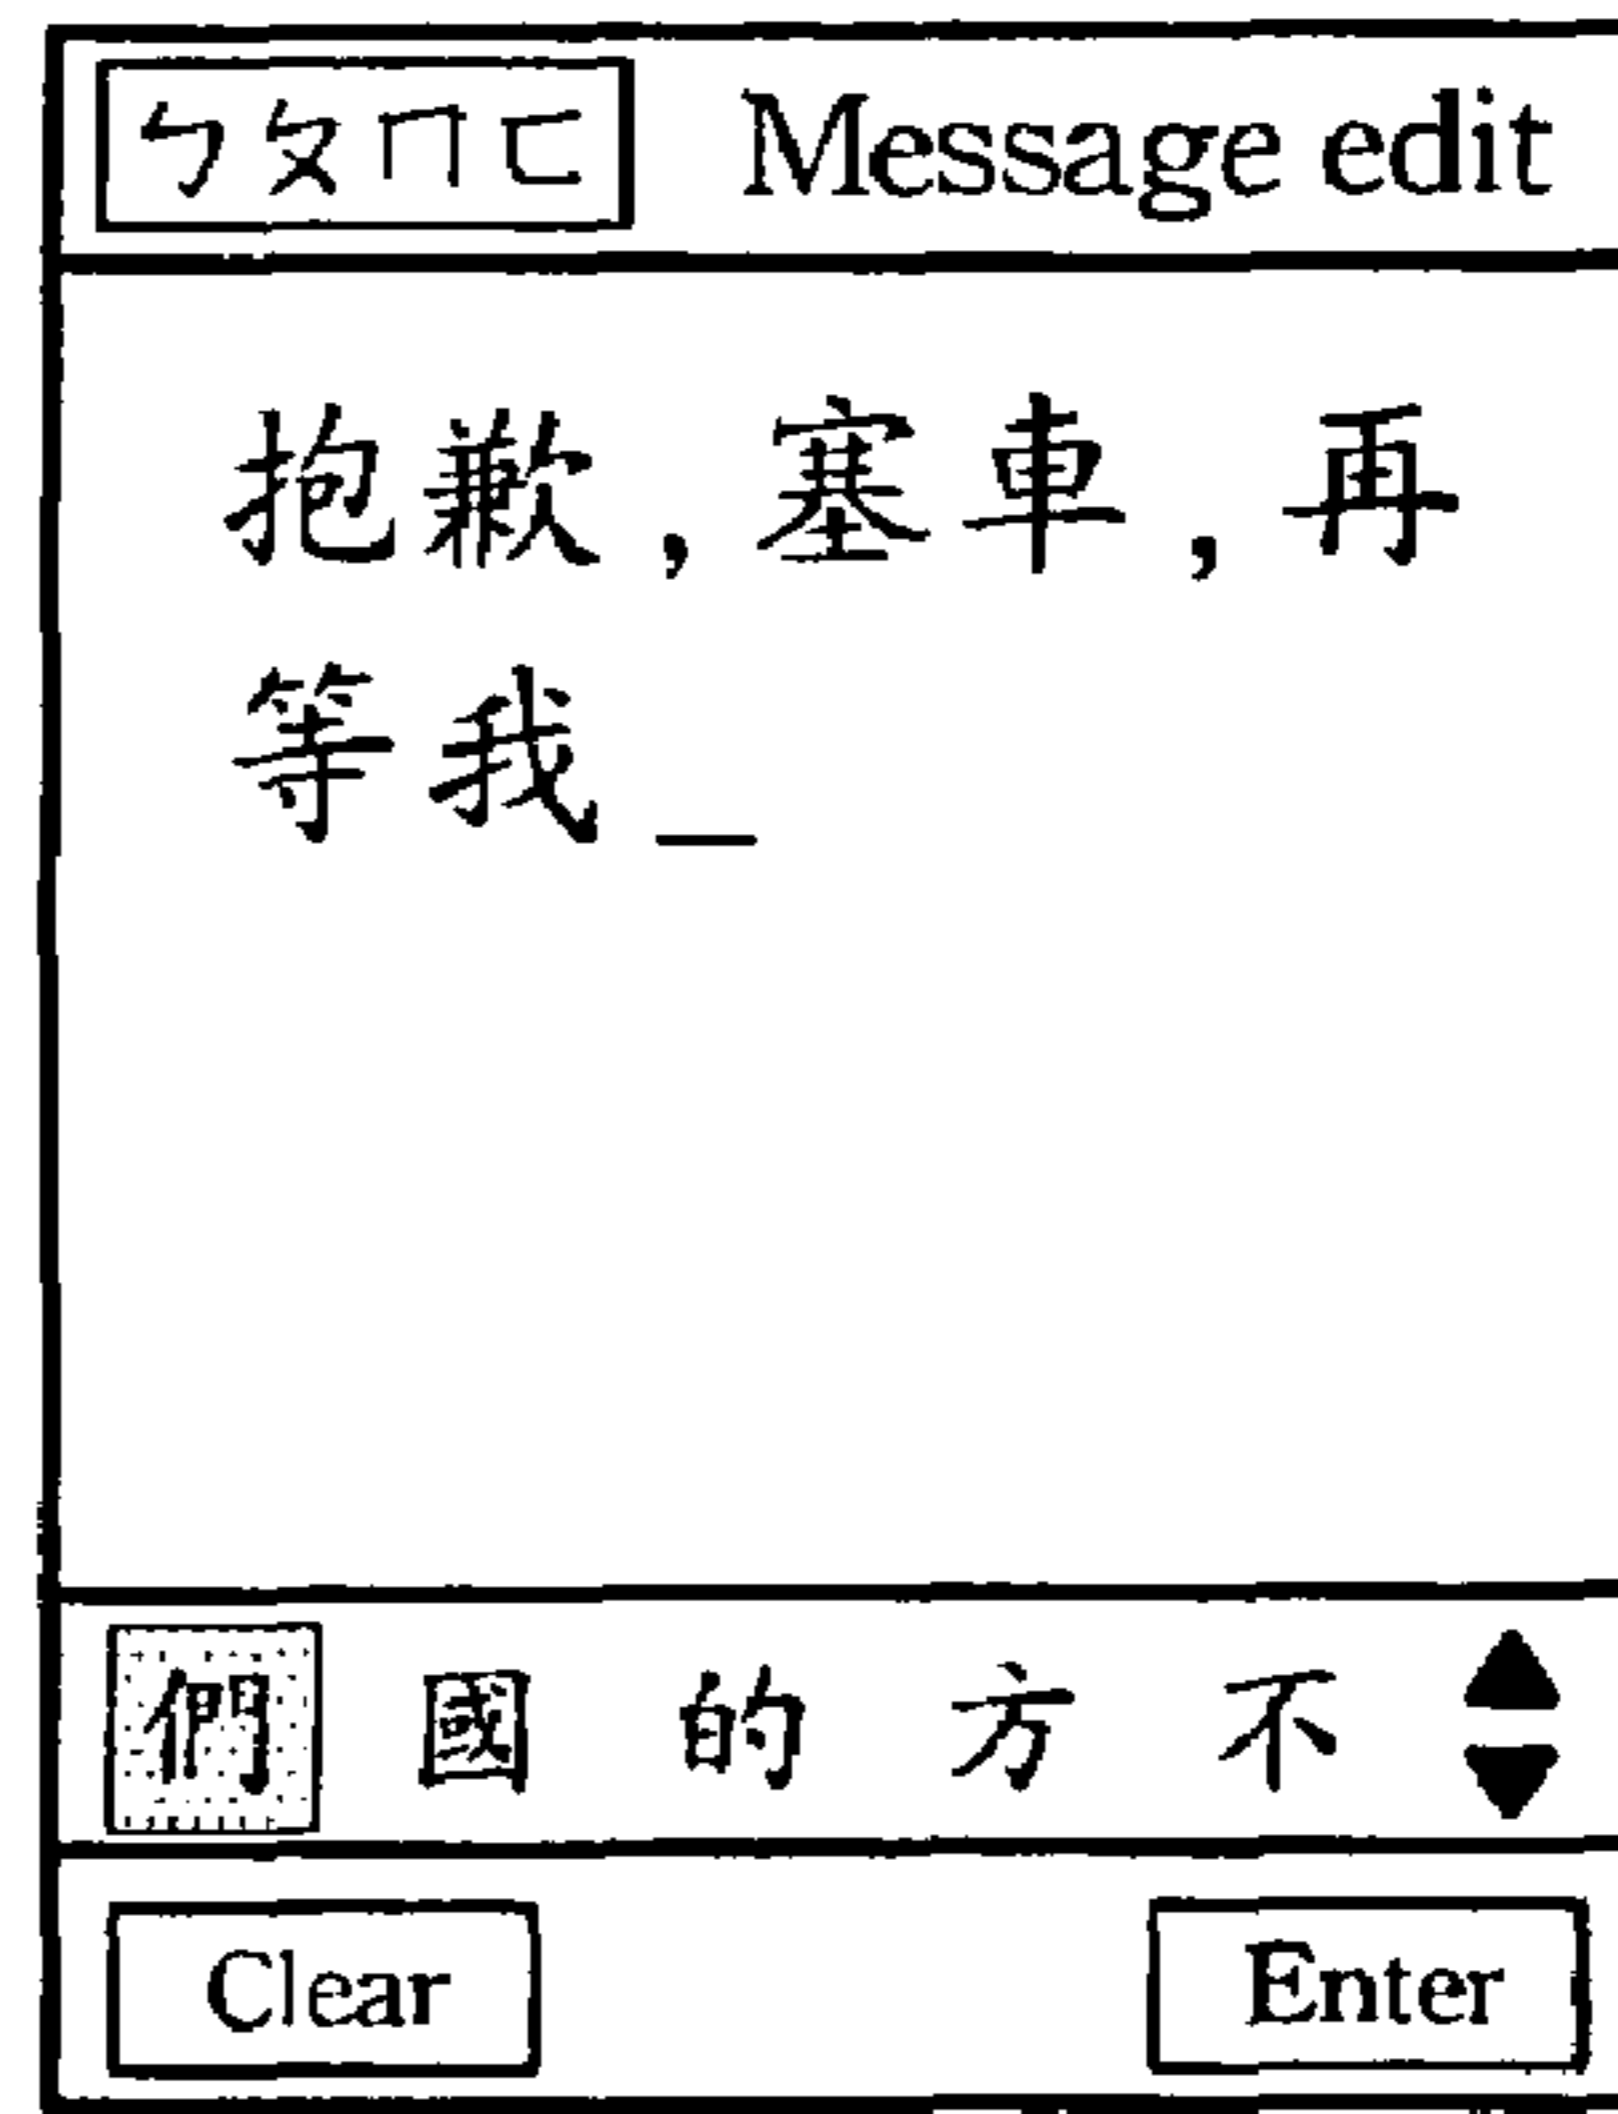 ㄅㄆㄇㄈ Message edit
抱歉,塞車,再
等我_
們 國 的 方 不
Clear Enter